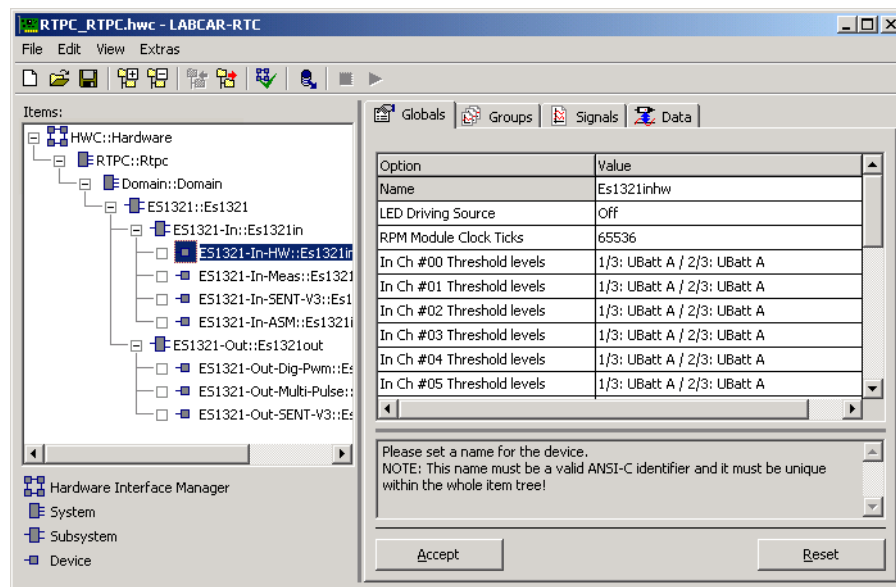 RTPC_RTPC.hwc - LABCAR-RTC
File Edit View Extras
Items:
HWC::Hardware
RTPC::Rtpc
Domain::Domain
ES1321::Es1321
ES1321-In::Es1321in
ES1321-In-HW::Es1321ir
ES1321-In-Meas::Es1321
ES1321-In-SENT-V3::Es1
ES1321-In-ASM::Es1321i
ES1321-Out::Es1321out
ES1321-Out-Dig-Pwm::Es
ES1321-Out-Multi-Pulse::
ES1321-Out-SENT-V3::Es
Hardware Interface Manager
System
Subsystem
Device
Globals Groups Signals Data
Option Value
Name Es1321inhw
LED Driving Source Off
RPM Module Clock Ticks 65536
In Ch #00 Threshold levels 1/3: UBatt A / 2/3: UBatt A
In Ch #01 Threshold levels 1/3: UBatt A / 2/3: UBatt A
In Ch #02 Threshold levels 1/3: UBatt A / 2/3: UBatt A
In Ch #03 Threshold levels 1/3: UBatt A / 2/3: UBatt A
In Ch #04 Threshold levels 1/3: UBatt A / 2/3: UBatt A
In Ch #05 Threshold levels 1/3: UBatt A / 2/3: UBatt A
Please set a name for the device.
NOTE: This name must be a valid ANSI-C identifier and it must be unique
within the whole item tree!
Accept Reset